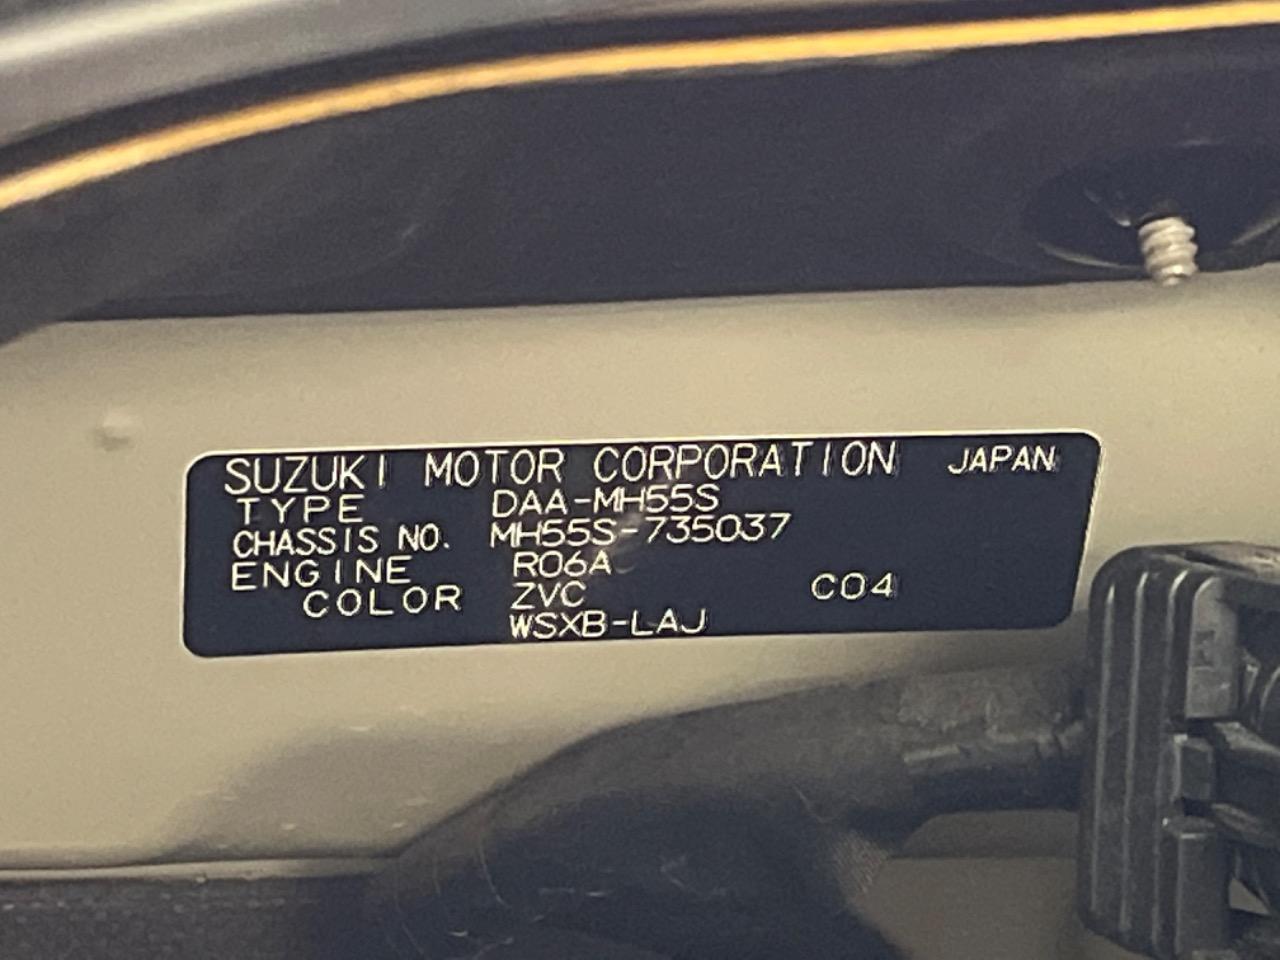 SUZUKI MOTOR CORPORATION JAPAN
TYPE DAA-MH55S
CHASSIS NO. MH55S-735037
ENGINE R06A
COLOR ZVC C04
WSXB-LAJ